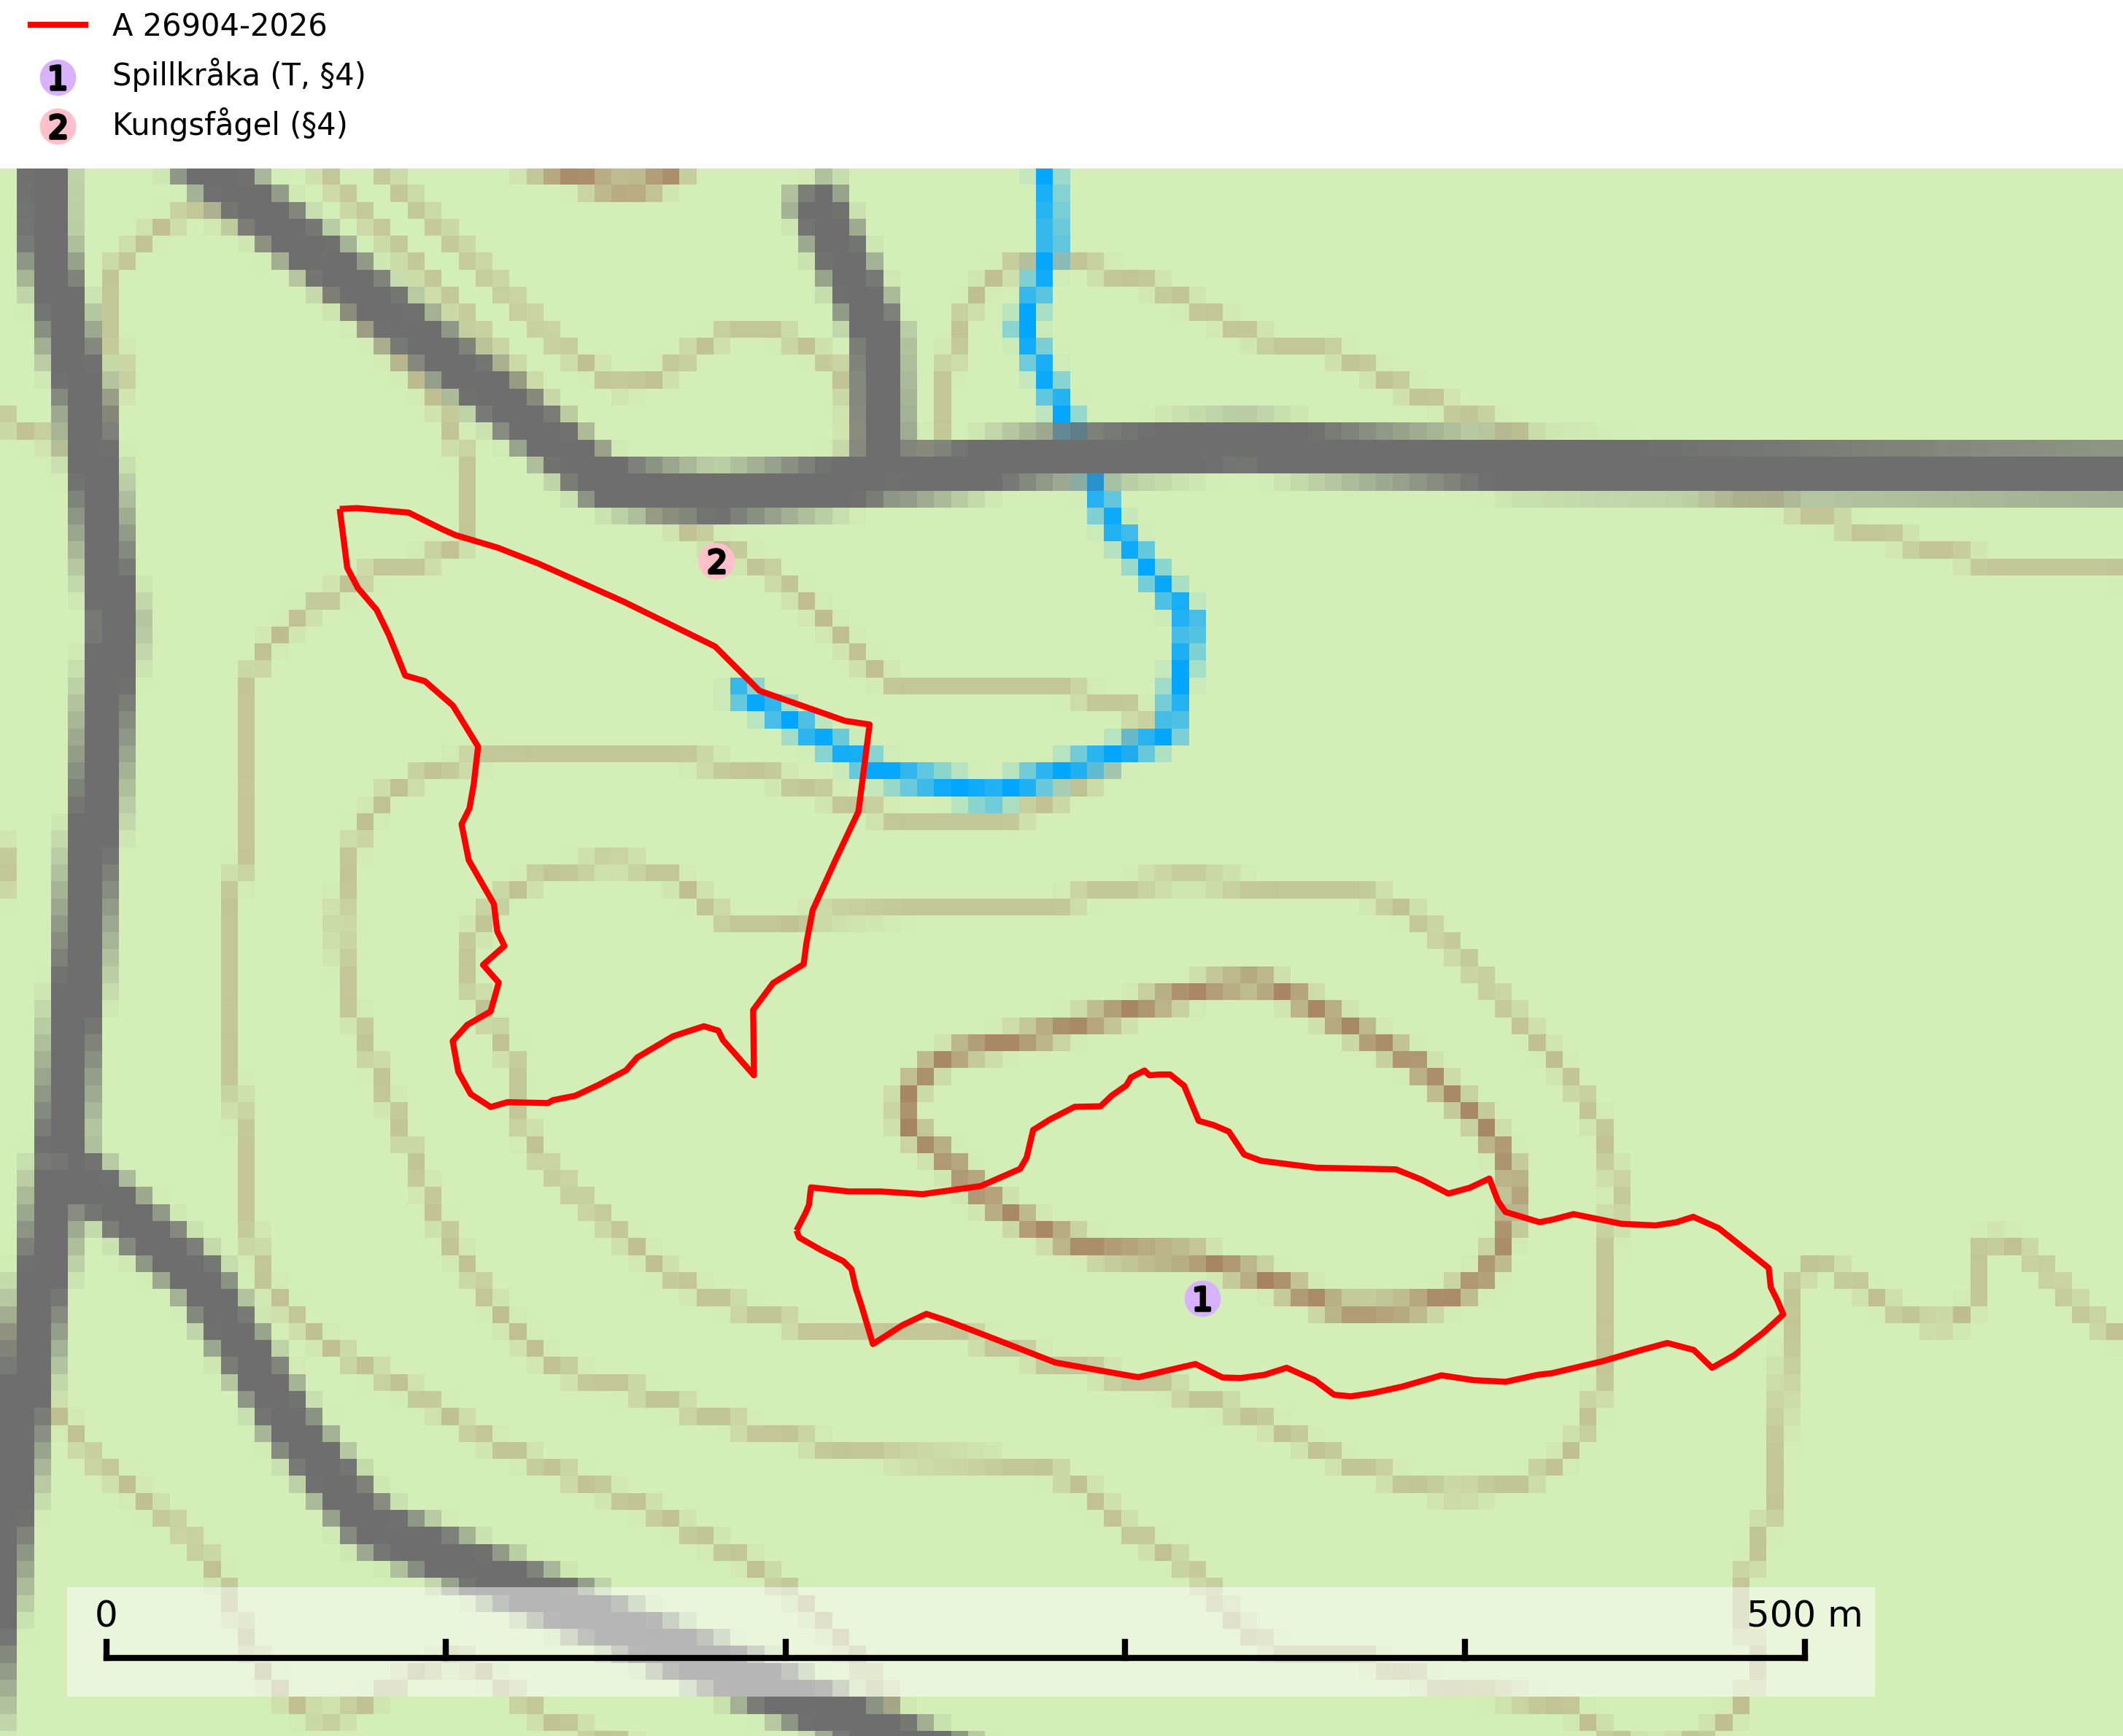 A 26904-2026
1 Spillkråka (T, §4)
2 Kungsfågel (§4)
2
1
0 500 m